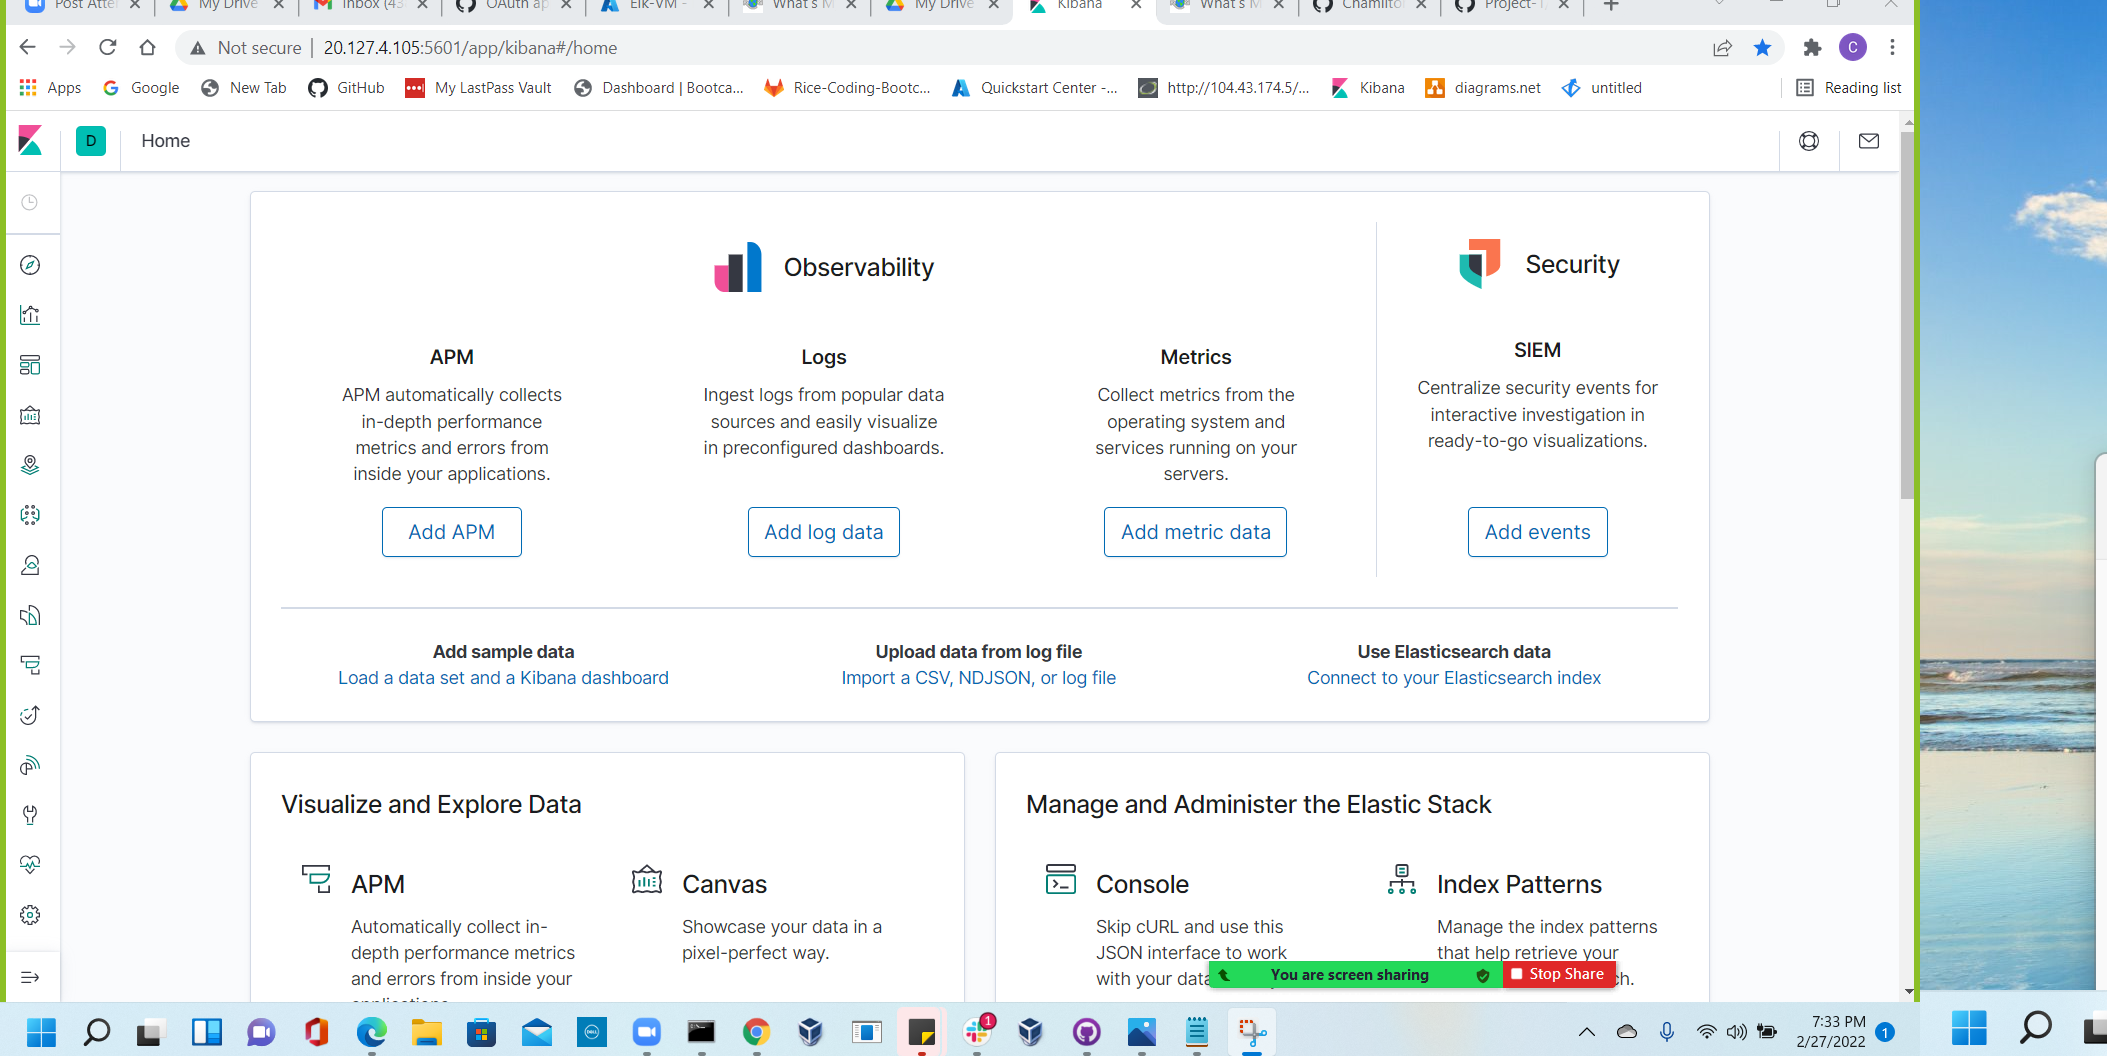 Post Atte
My Drive
Inbox (43
OAuth ap
Elk-VM -
What's M
My Drive
Kibana
What's M
Chamilto
Project-1
Not secure
20.127.4.105:5601/app/kibana#/home
C
Apps
Google
New Tab
GitHub
My LastPass Vault
Dashboard | Bootca...
Rice-Coding-Bootc...
Quickstart Center -...
http://104.43.174.5/...
Kibana
diagrams.net
untitled
Reading list
D
Home
Observability
Security
APM
APM automatically collects
in-depth performance
metrics and errors from
inside your applications.
Add APM
Logs
Ingest logs from popular data
sources and easily visualize
in preconfigured dashboards.
Add log data
Metrics
Collect metrics from the
operating system and
services running on your
servers.
Add metric data
SIEM
Centralize security events for
interactive investigation in
ready-to-go visualizations.
Add events
Add sample data
Load a data set and a Kibana dashboard
Upload data from log file
Import a CSV, NDJSON, or log file
Use Elasticsearch data
Connect to your Elasticsearch index
Visualize and Explore Data
APM
Automatically collect in-
depth performance metrics
and errors from inside your
applications.
Canvas
Showcase your data in a
pixel-perfect way.
Manage and Administer the Elastic Stack
Console
Skip cURL and use this
JSON interface to work
with your data
Index Patterns
Manage the index patterns
that help retrieve your
ch.
You are screen sharing
Stop Share
1
7:33 PM
2/27/2022
1